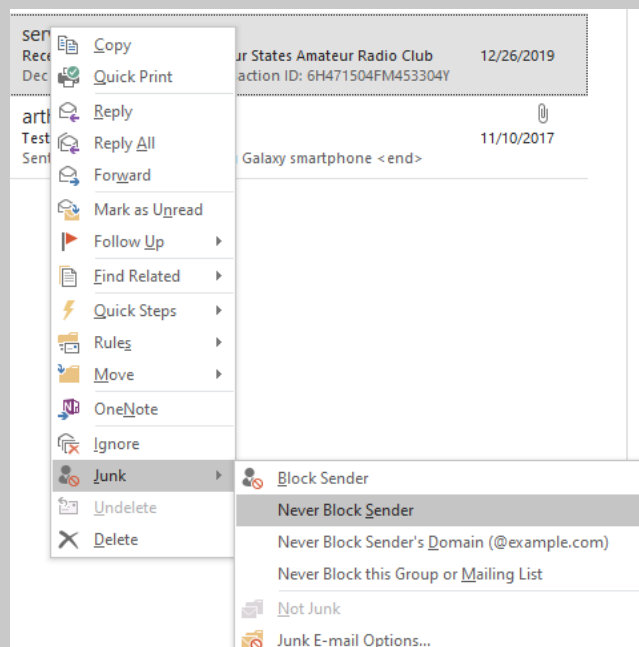 ser
Rece
ur States Amateur Radio Club
12/26/2019
Dec
action ID: 6H471504FM453304Y
art
Test
11/10/2017
Sent
Galaxy smartphone <end>
Copy
Quick Print
Reply
Reply All
Forward
Mark as Unread
Follow Up
Find Related
Quick Steps
Rules
Move
OneNote
Ignore
Junk
Undelete
Delete
Block Sender
Never Block Sender
Never Block Sender's Domain (@example.com)
Never Block this Group or Mailing List
Not Junk
Junk E-mail Options...